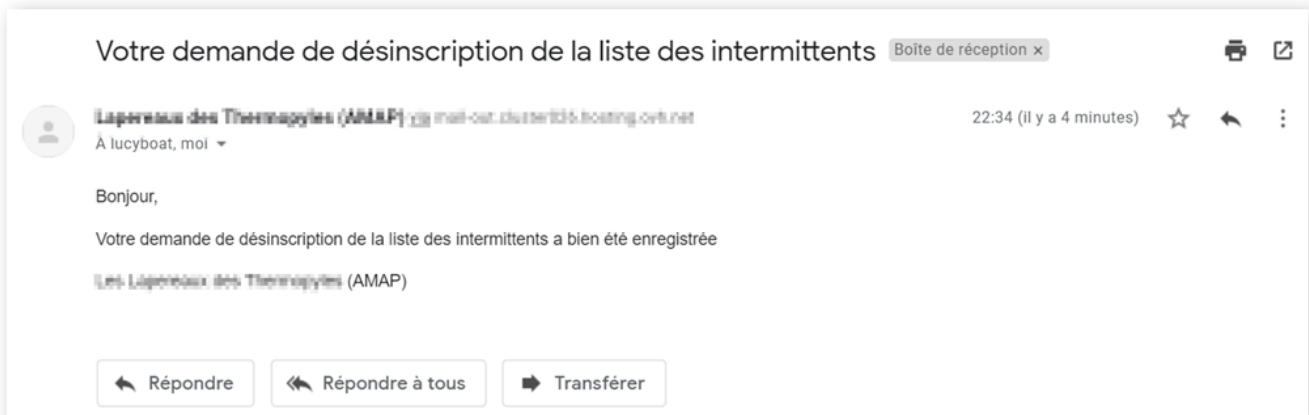 Votre demande de désinscription de la liste des intermittents Boîte de réception ×
22:34 (il y a 4 minutes)
À lucyboat, moi
Bonjour,
Votre demande de désinscription de la liste des intermittents a bien été enregistrée
(AMAP)
Répondre Répondre à tous Transférer